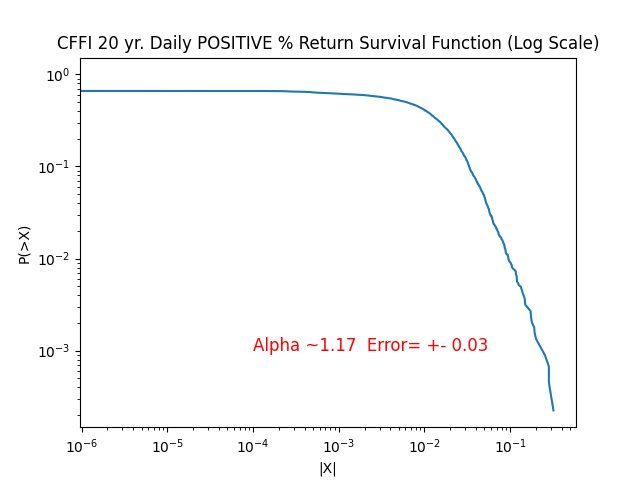 CFFI 20 yr. Daily POSITIVE % Return Survival Function (Log Scale)
10⁰
10⁻¹
10⁻²
10⁻³
P(>X)
Alpha ~1.17  Error= +- 0.03
10⁻⁶ 10⁻⁵ 10⁻⁴ 10⁻³ 10⁻² 10⁻¹
|X|